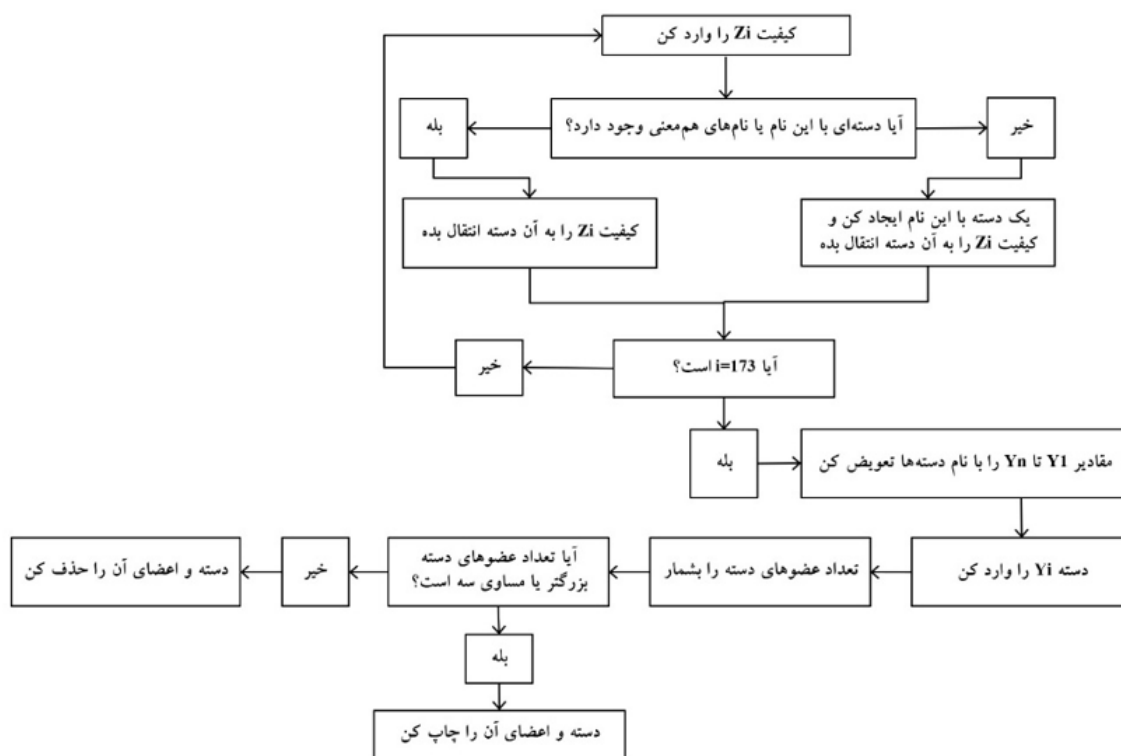 کیفیت Zi را وارد کن
آیا دسته‌ای با این نام یا نام‌های هم‌معنی وجود دارد؟
خیر
بله
یک دسته با این نام ایجاد کن و
کیفیت Zi را به آن دسته انتقال بده
کیفیت Zi را به آن دسته انتقال بده
آیا i=173 است؟
خیر
بله
مقادیر Y1 تا Yn را با نام دسته‌ها تعویض کن
دسته Yi را وارد کن
تعداد عضوهای دسته را بشمار
آیا تعداد عضوهای دسته
بزرگتر یا مساوی سه است؟
خیر
دسته و اعضای آن را حذف کن
بله
دسته و اعضای آن را چاپ کن